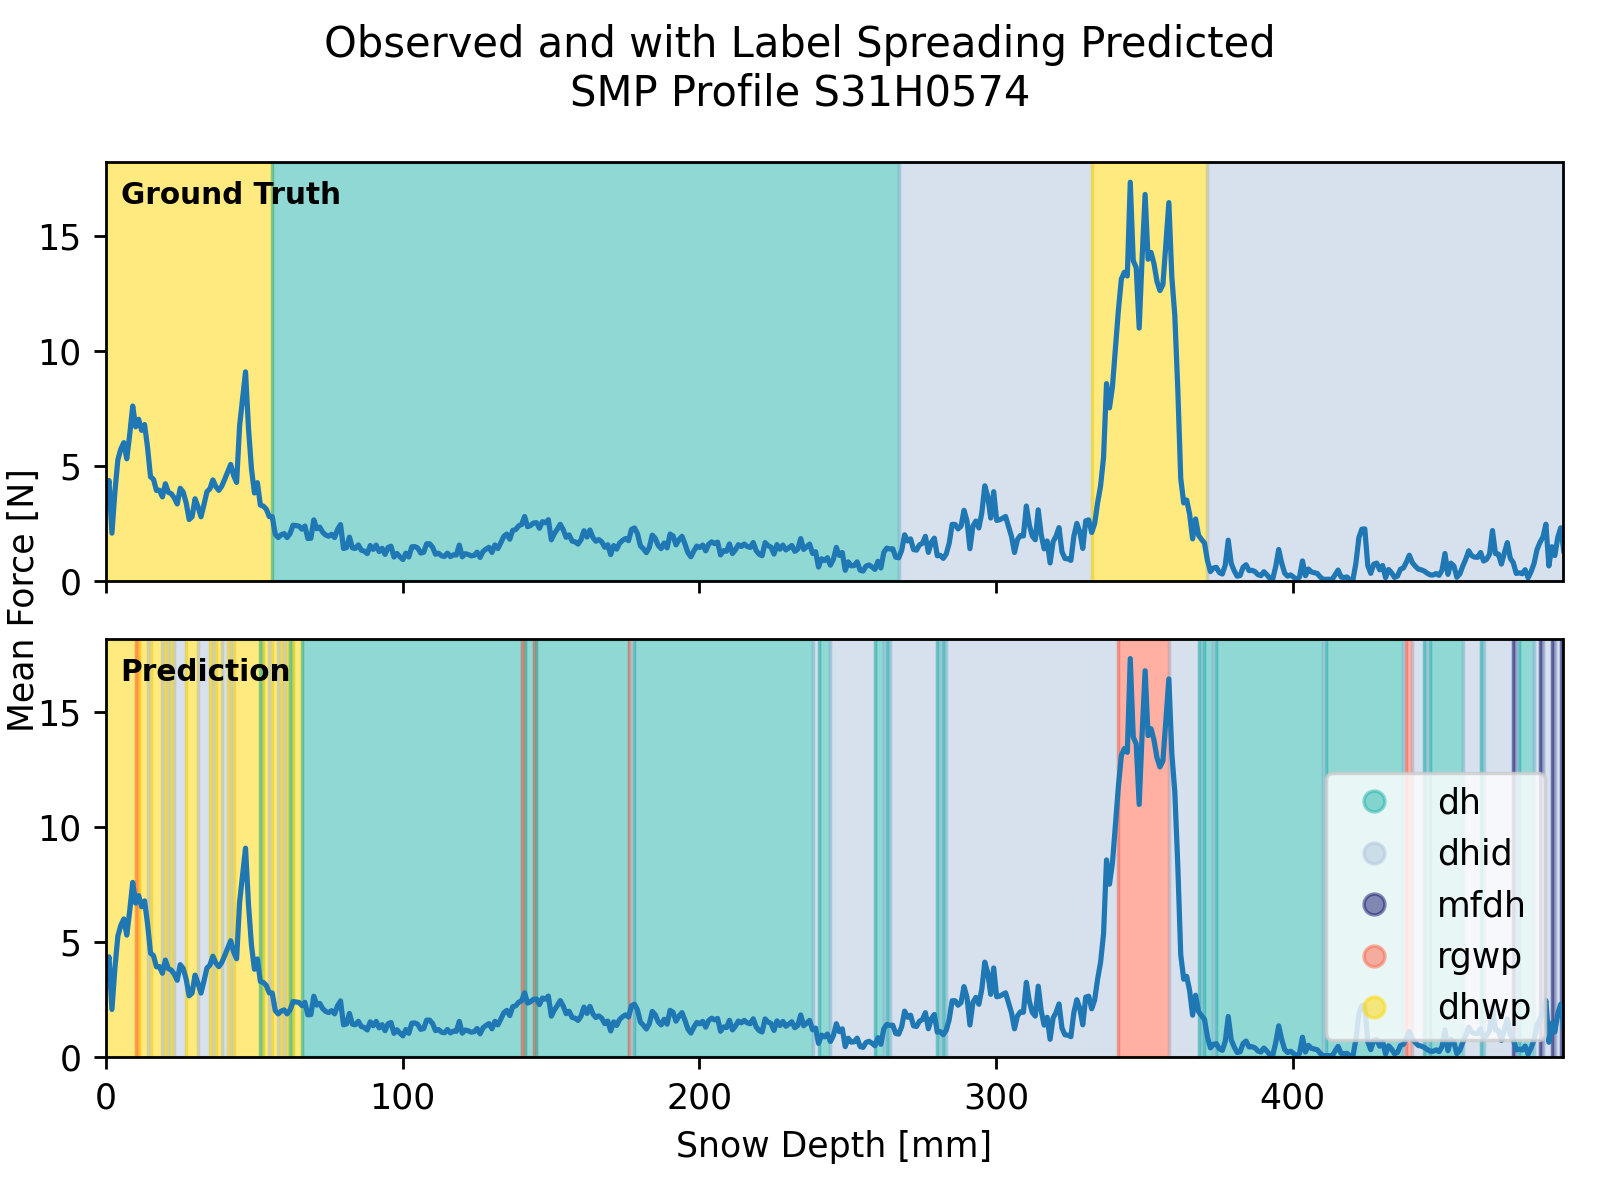 Observed and with Label Spreading Predicted
SMP Profile S31H0574
Ground Truth
15
10
5
0
Mean Force [N]
Prediction
15
10
5
0
dh
dhid
mfdh
rgwp
dhwp
0 100 200 300 400
Snow Depth [mm]